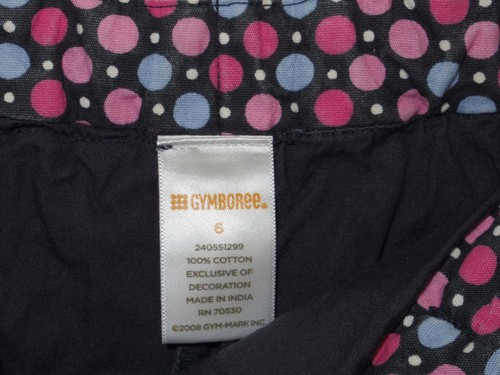 GYMBOREE®
6
240551299
100% COTTON
EXCLUSIVE OF
DECORATION
MADE IN INDIA
RN 70530
©2008 GYM-MARK INC.